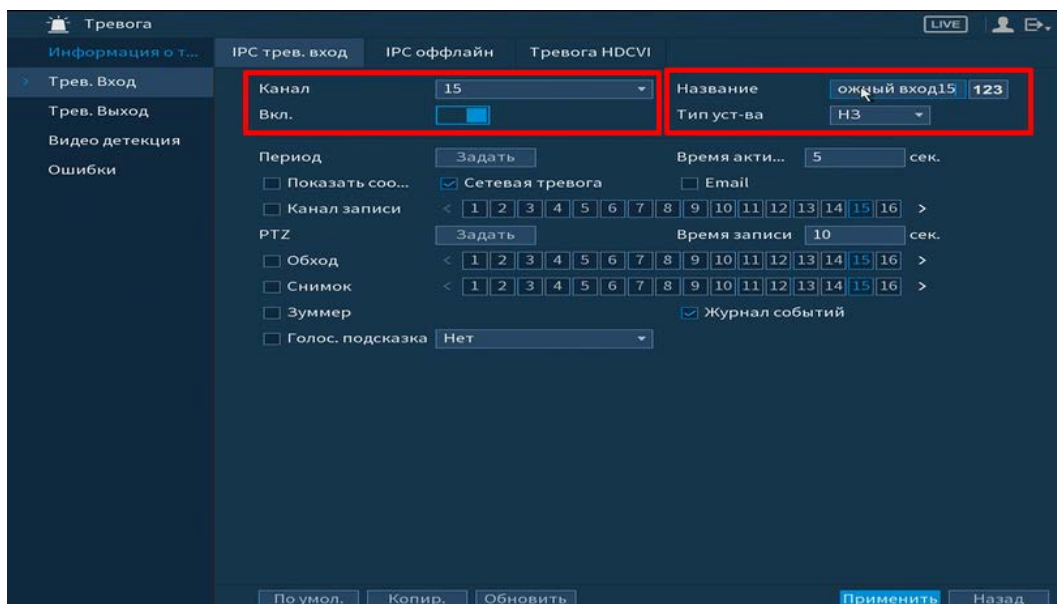 Тревога LIVE
Информация о т... IPC трев. вход IPC оффлайн Тревога HDCVI
Трев. Вход
Трев. Выход
Видео детекция
Ошибки
Канал 15 Название ожный вход15 123
Вкл. Тип уст-ва НЗ
Период Задать Время акти... 5 сек.
Показать соо... Сетевая тревога Email
Канал записи < 1 2 3 4 5 6 7 8 9 10 11 12 13 14 15 16 >
PTZ Задать Время записи 10 сек.
Обход < 1 2 3 4 5 6 7 8 9 10 11 12 13 14 15 16 >
Снимок < 1 2 3 4 5 6 7 8 9 10 11 12 13 14 15 16 >
Зуммер Журнал событий
Голос. подсказка Нет
По умол. Копир. Обновить Применить Назад